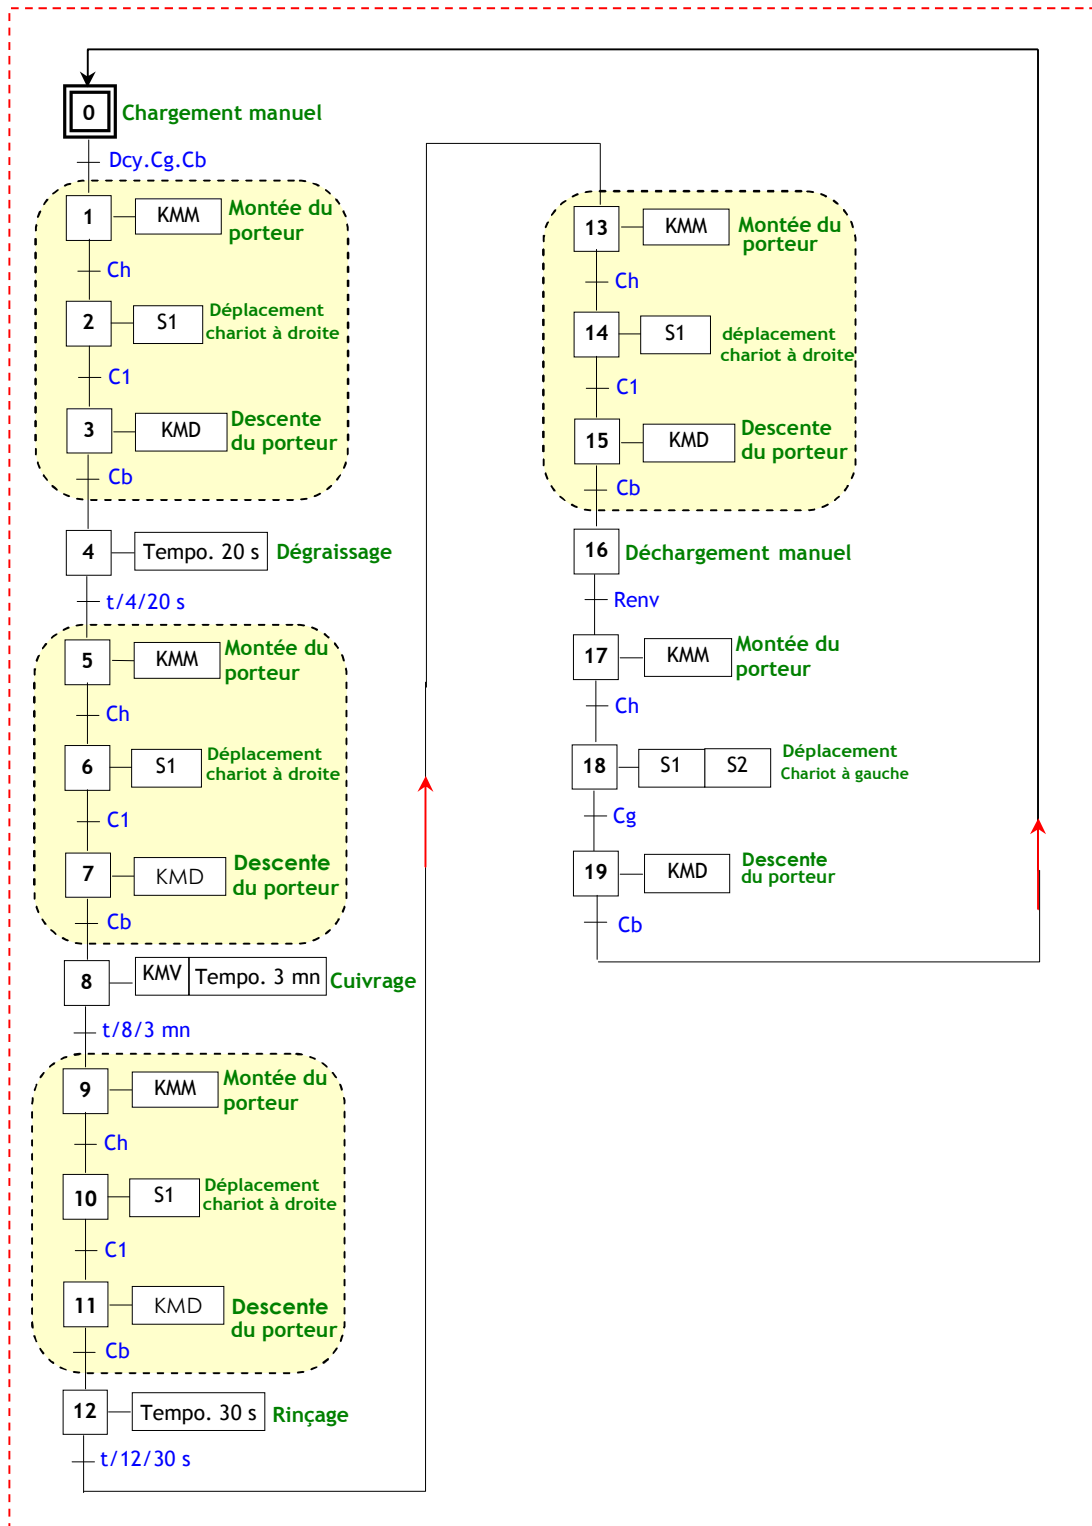 0 Chargement manuel
Dcy.Cg.Cb
1 KMM Montée du
porteur
Ch
2 S1 Déplacement
chariot à droite
C1
3 KMD Descente
du porteur
Cb
4 Tempo. 20 s Dégraissage
t/4/20 s
5 KMM Montée du
porteur
Ch
6 S1 Déplacement
chariot à droite
C1
7 KMD Descente
du porteur
Cb
8 KMV Tempo. 3 mn Cuivrage
t/8/3 mn
9 KMM Montée du
porteur
Ch
10 S1 Déplacement
chariot à droite
C1
11 KMD Descente
du porteur
Cb
12 Tempo. 30 s Rinçage
t/12/30 s
13 KMM Montée du
porteur
Ch
14 S1 déplacement
chariot à droite
C1
15 KMD Descente
du porteur
Cb
16 Déchargement manuel
Renv
17 KMM Montée du
porteur
Ch
18 S1 S2 Déplacement
Chariot à gauche
Cg
19 KMD Descente
du porteur
Cb